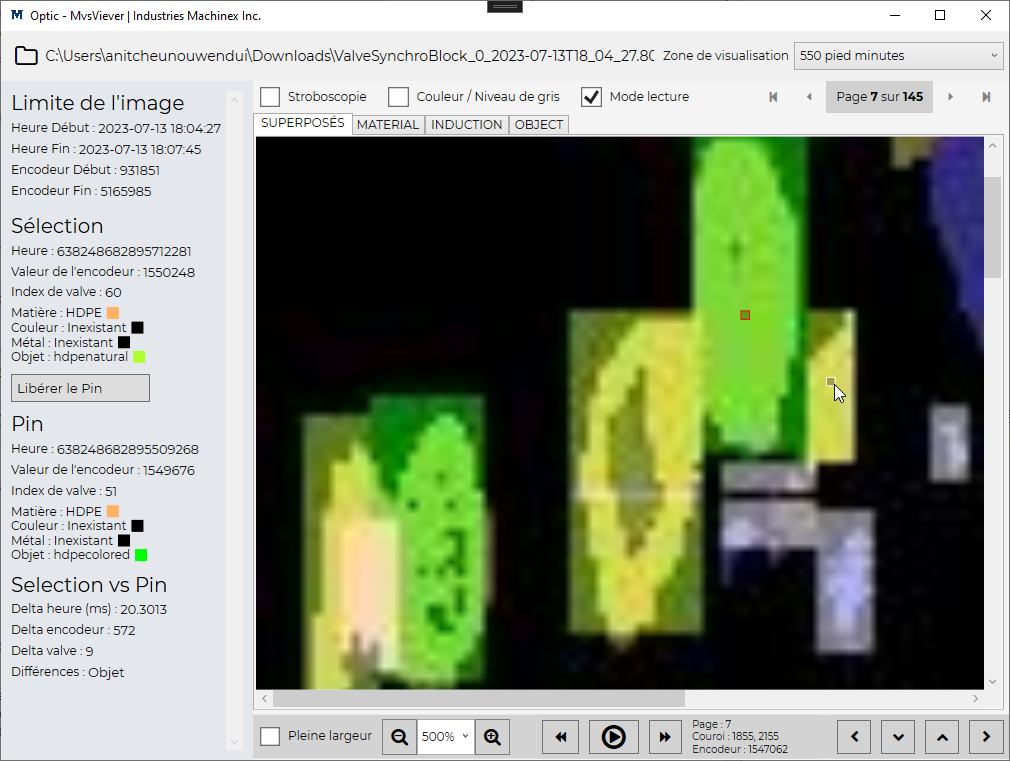 M Optic - MvsViever | Industries Machinex Inc.
C:\Users\anitcheunouwendui\Downloads\ValveSynchroBlock_0_2023-07-13T18_04_27.80 Zone de visualisation 550 pied minutes
Stroboscopie Couleur / Niveau de gris Mode lecture Page 7 sur 145
SUPERPOSÉS MATERIAL INDUCTION OBJECT
Limite de l'image
Heure Début : 2023-07-13 18:04:27
Heure Fin : 2023-07-13 18:07:45
Encodeur Début : 931851
Encodeur Fin : 5165985
Sélection
Heure : 638248682895712281
Valeur de l'encodeur : 1550248
Index de valve : 60
Matière : HDPE
Couleur : Inexistant
Métal : Inexistant
Objet : hdpenatural
Libérer le Pin
Pin
Heure : 638248682895509268
Valeur de l'encodeur : 1549676
Index de valve : 51
Matière : HDPE
Couleur : Inexistant
Métal : Inexistant
Objet : hdpecolored
Selection vs Pin
Delta heure (ms) : 20.3013
Delta encodeur : 572
Delta valve : 9
Différences : Objet
Pleine largeur 500%
Page : 7
Couroi : 1855, 2155
Encodeur : 1547062